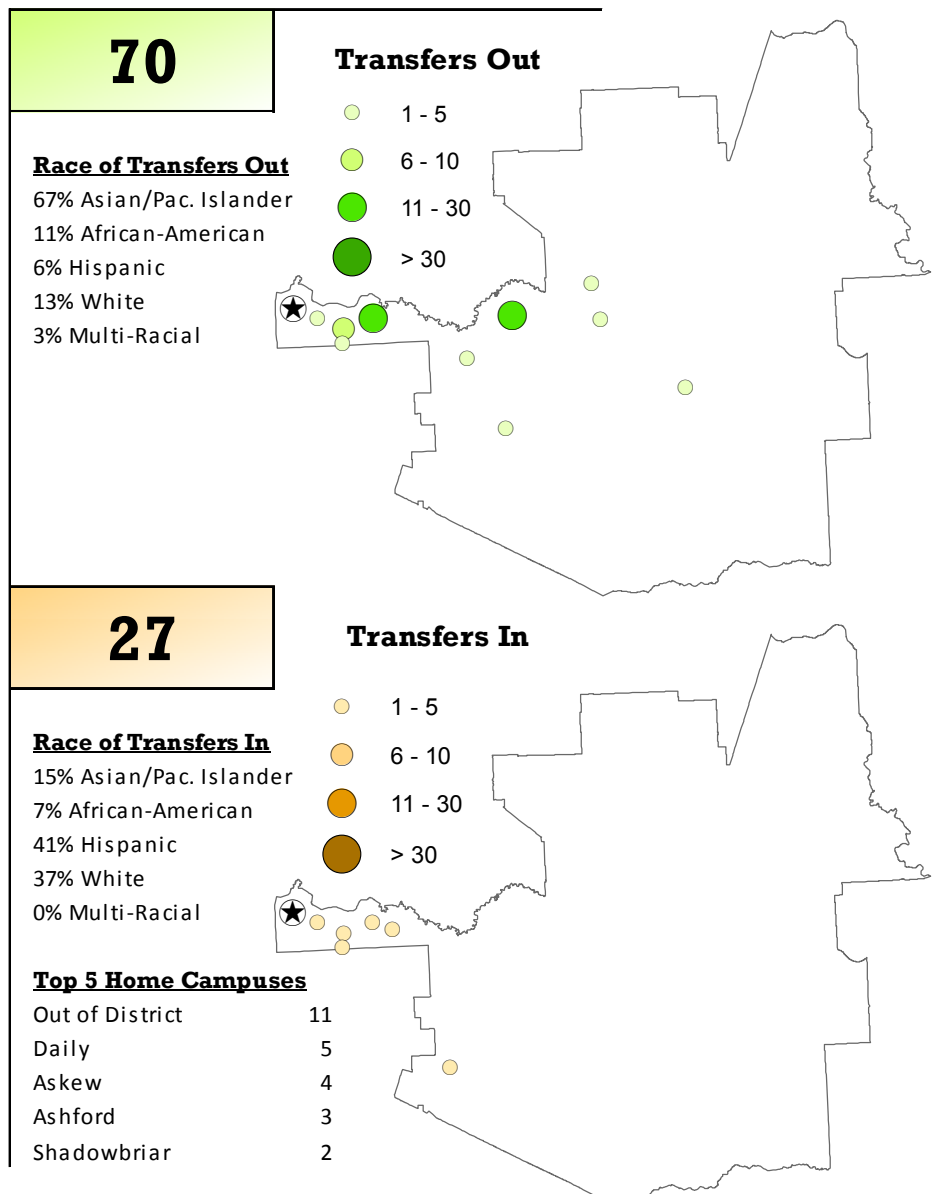 70
Transfers Out
1 - 5
6 - 10
11 - 30
> 30
Race of Transfers Out
67% Asian/Pac. Islander
11% African-American
6% Hispanic
13% White
3% Multi-Racial
27
Transfers In
1 - 5
6 - 10
11 - 30
> 30
Race of Transfers In
15% Asian/Pac. Islander
7% African-American
41% Hispanic
37% White
0% Multi-Racial
Top 5 Home Campuses
Out of District 11
Daily 5
Askew 4
Ashford 3
Shadowbriar 2